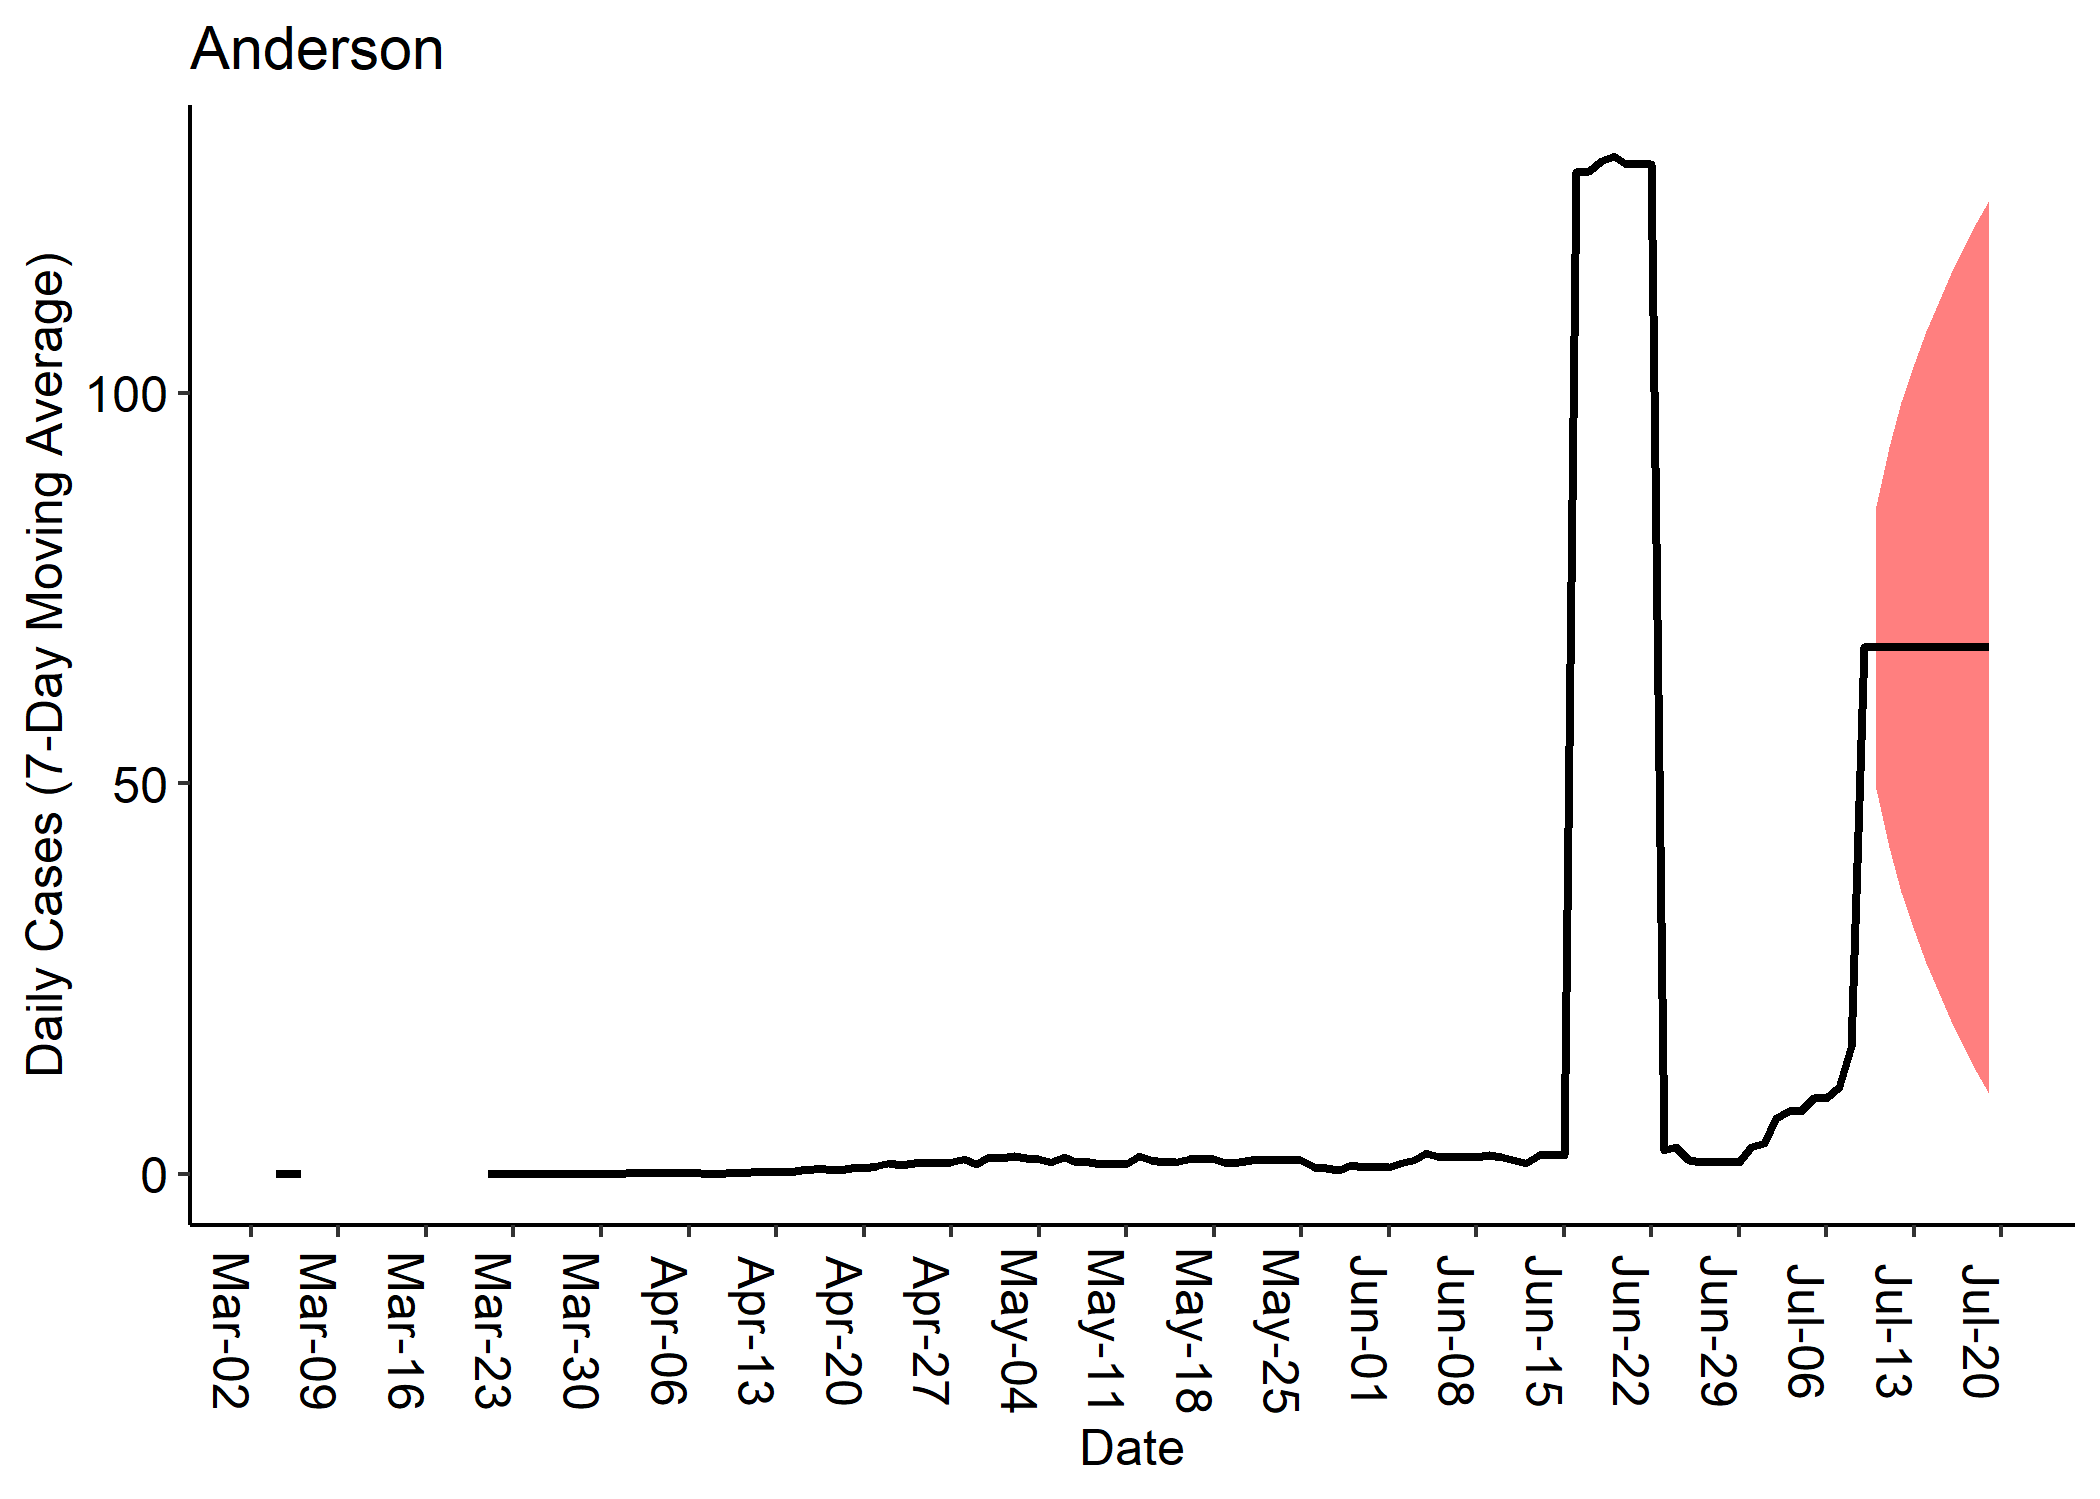 Anderson
Daily Cases (7-Day Moving Average)
100
50
0
Mar-02
Mar-09
Mar-16
Mar-23
Mar-30
Apr-06
Apr-13
Apr-20
Apr-27
May-04
May-11
May-18
May-25
Jun-01
Jun-08
Jun-15
Jun-22
Jun-29
Jul-06
Jul-13
Jul-20
Date